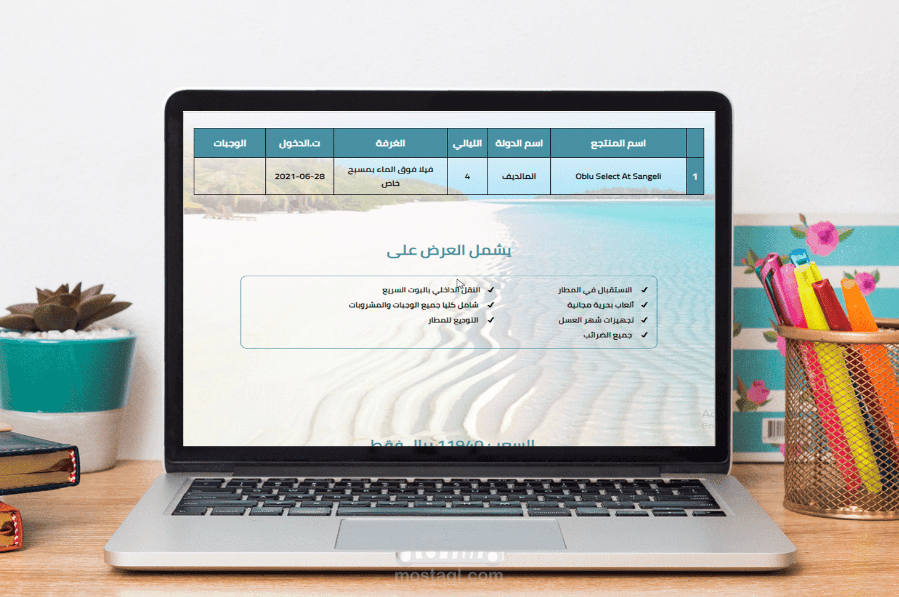 اسم المنتجع اسم الدولة الليالي الغرفة ت.الدخول الوجبات
1 Oblu Select At Sangeli المالديف 4 فيلا فوق الماء بمسبح 2021-06-28
خاص
يشمل العرض على
✔ الاستقبال في المطار ✔ النقل الداخلي بالبوت السريع
✔ ألعاب بحرية مجانية ✔ شامل كليا جميع الوجبات والمشروبات
✔ تجهيزات شهر العسل ✔ التوديع للمطار
✔ جميع الضرائب
السعر 11940 ريال فقط
mostaql.com